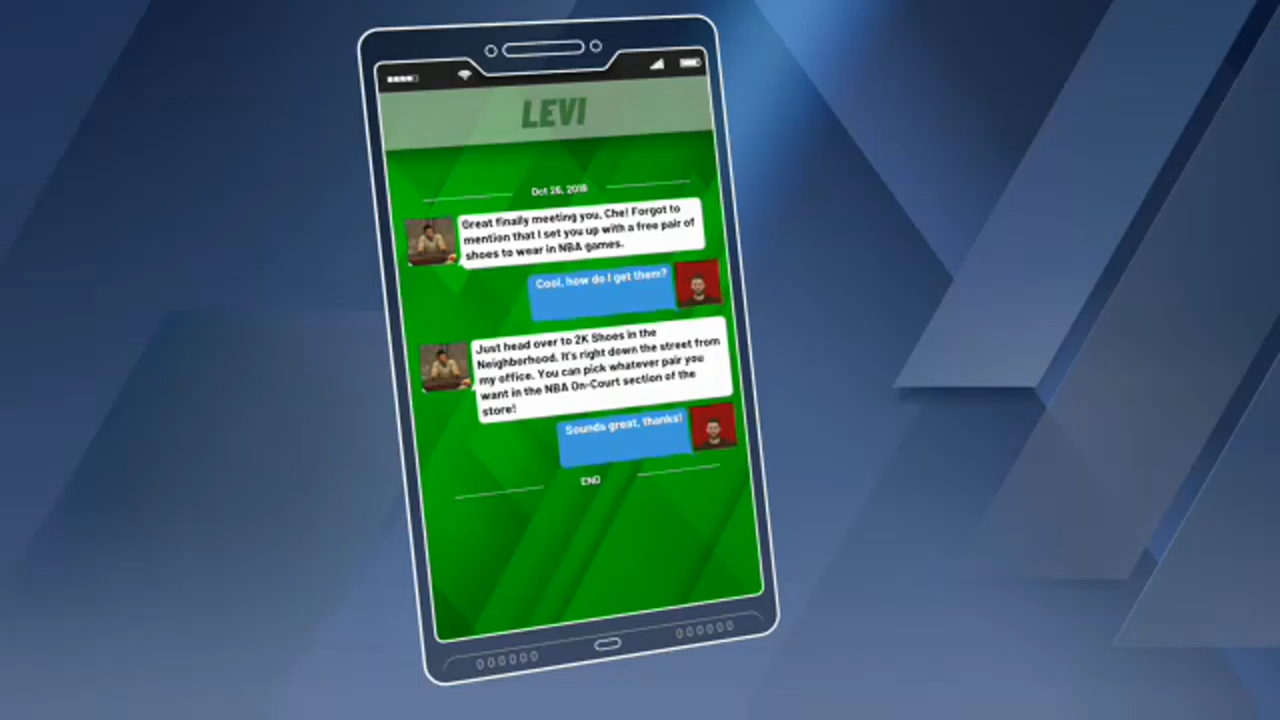 LEVI
Oct 26, 2018
Great finally meeting you, Che! Forgot to
mention that I set you up with a free pair of
shoes to wear in NBA games.
Cool, how do I get them?
Just head over to 2K Shoes in the
Neighborhood. It's right down the street from
my office. You can pick whatever pair you
want in the NBA On-Court section of the
store!
Sounds great, thanks!
END